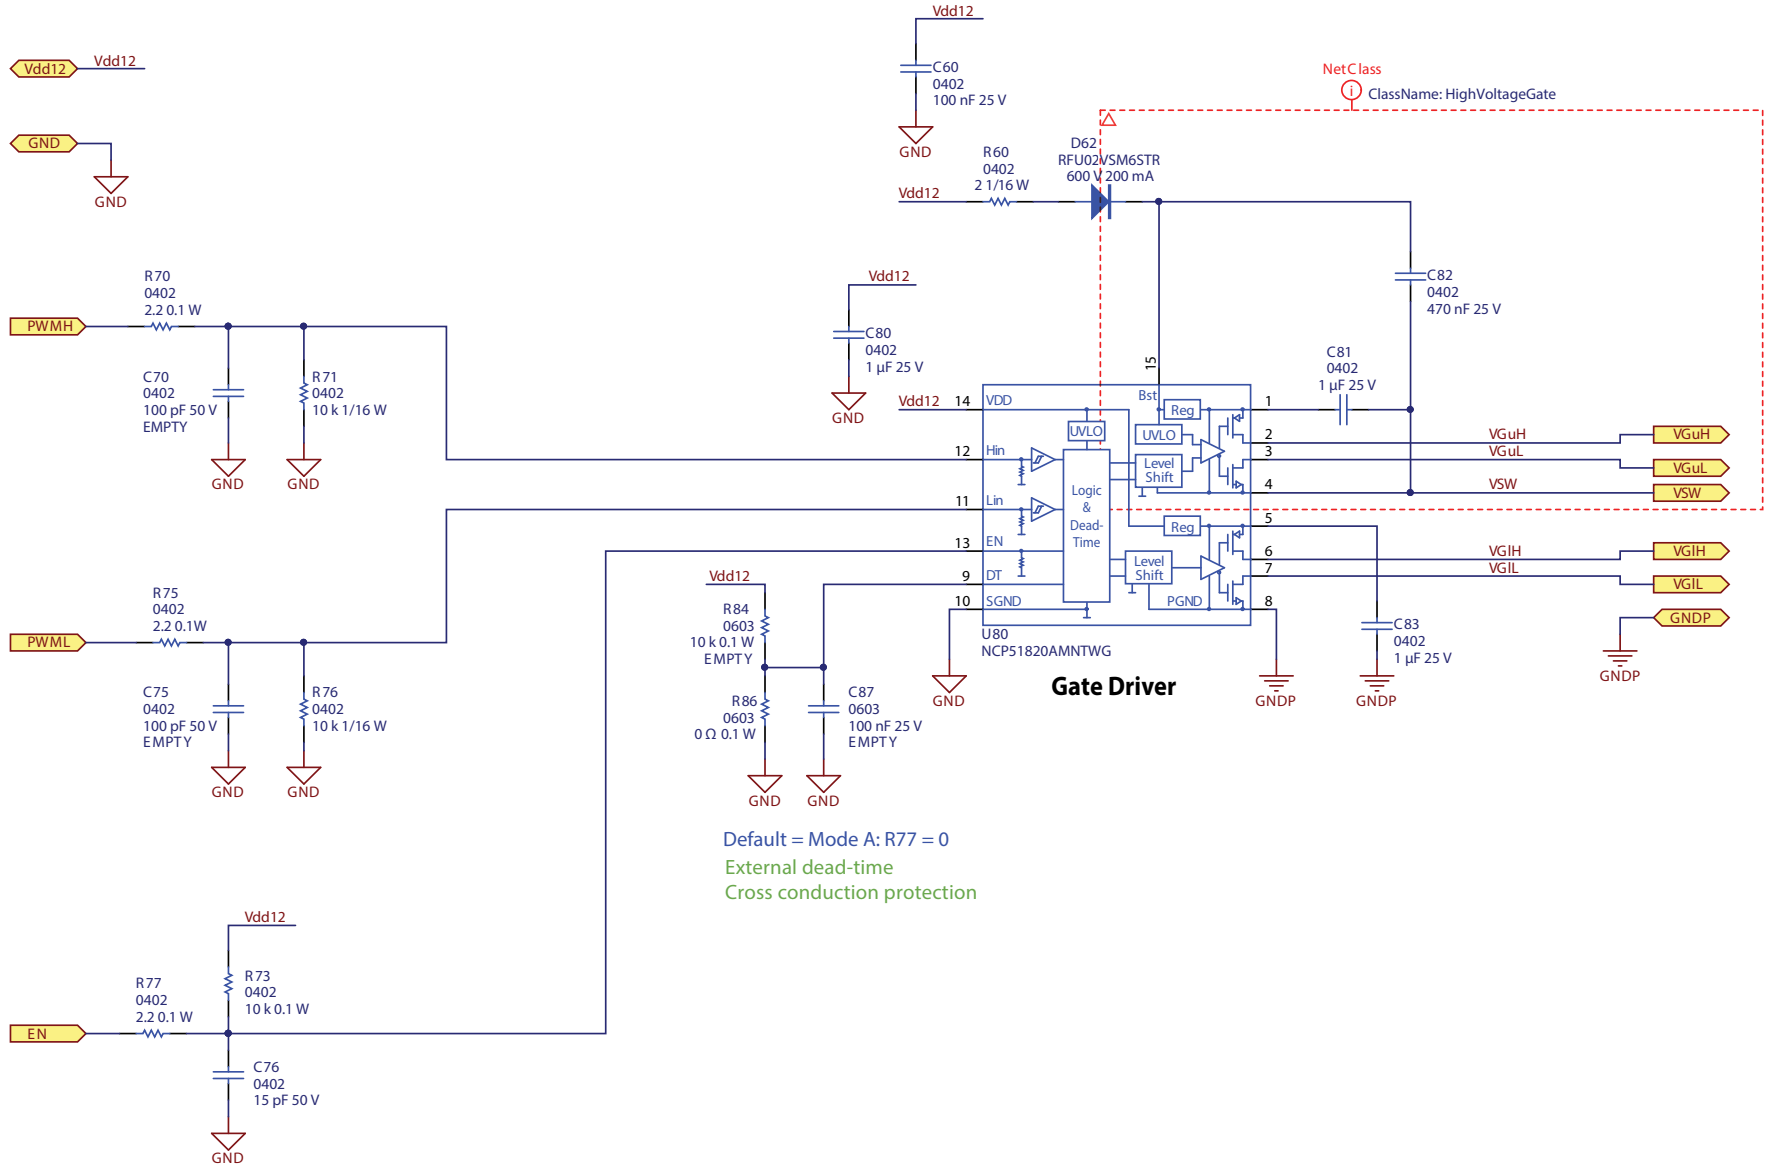 Vdd12
Vdd12
C60
0402
100 nF 25 V
GND
Vdd12
GND
GND
NetClass
i
ClassName: HighVoltageGate
D62
RFU02VSM6STR
600 V 200 mA
R60
0402
2 1/16 W
Vdd12
C82
0402
470 nF 25 V
Vdd12
C80
0402
1 µF 25 V
GND
C81
0402
1 µF 25 V
R70
0402
2.2 0.1 W
PWMH
C70
0402
100 pF 50 V
EMPTY
GND
R71
0402
10 k 1/16 W
GND
Vdd12
14
VDD
15
Bst
Reg
UVLO
UVLO
12
Hin
Level
Shift
11
Lin
Logic
&
Dead-
Time
Reg
13
EN
9
DT
Level
Shift
10
SGND
PGND
1
2
3
4
5
6
7
8
VGuH
VGuL
VSW
VGlH
VGlL
VGuH
VGuL
VSW
VGlH
VGlL
GNDP
GNDP
U80
NCP51820AMNTWG
Gate Driver
GND
GNDP
C83
0402
1 µF 25 V
GNDP
R75
0402
2.2 0.1W
PWML
C75
0402
100 pF 50 V
EMPTY
GND
R76
0402
10 k 1/16 W
GND
Vdd12
R84
0603
10 k 0.1 W
EMPTY
R86
0603
0 Ω 0.1 W
GND
C87
0603
100 nF 25 V
EMPTY
GND
Default = Mode A: R77 = 0
External dead-time
Cross conduction protection
Vdd12
R73
0402
10 k 0.1 W
R77
0402
2.2 0.1 W
EN
C76
0402
15 pF 50 V
GND